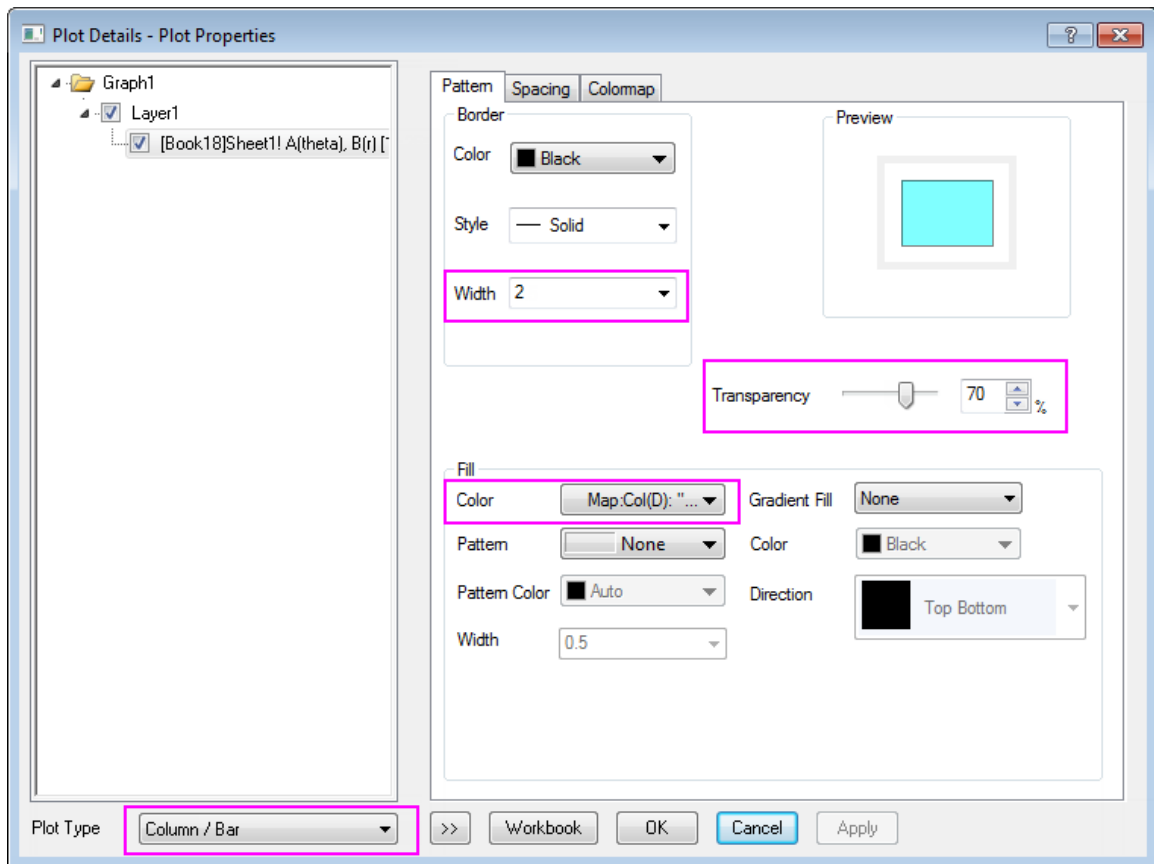 Plot Details - Plot Properties
?
Graph1
Layer1
[Book18]Sheet1! A(theta), B(r) [
Pattern Spacing Colormap
Border
Color Black
Style Solid
Width 2
Preview
Transparency 70 %
Fill
Color Map:Col(D): "... Gradient Fill None
Pattern None Color Black
Pattern Color Auto Direction Top Bottom
Width 0.5
Plot Type Column / Bar >> Workbook OK Cancel Apply